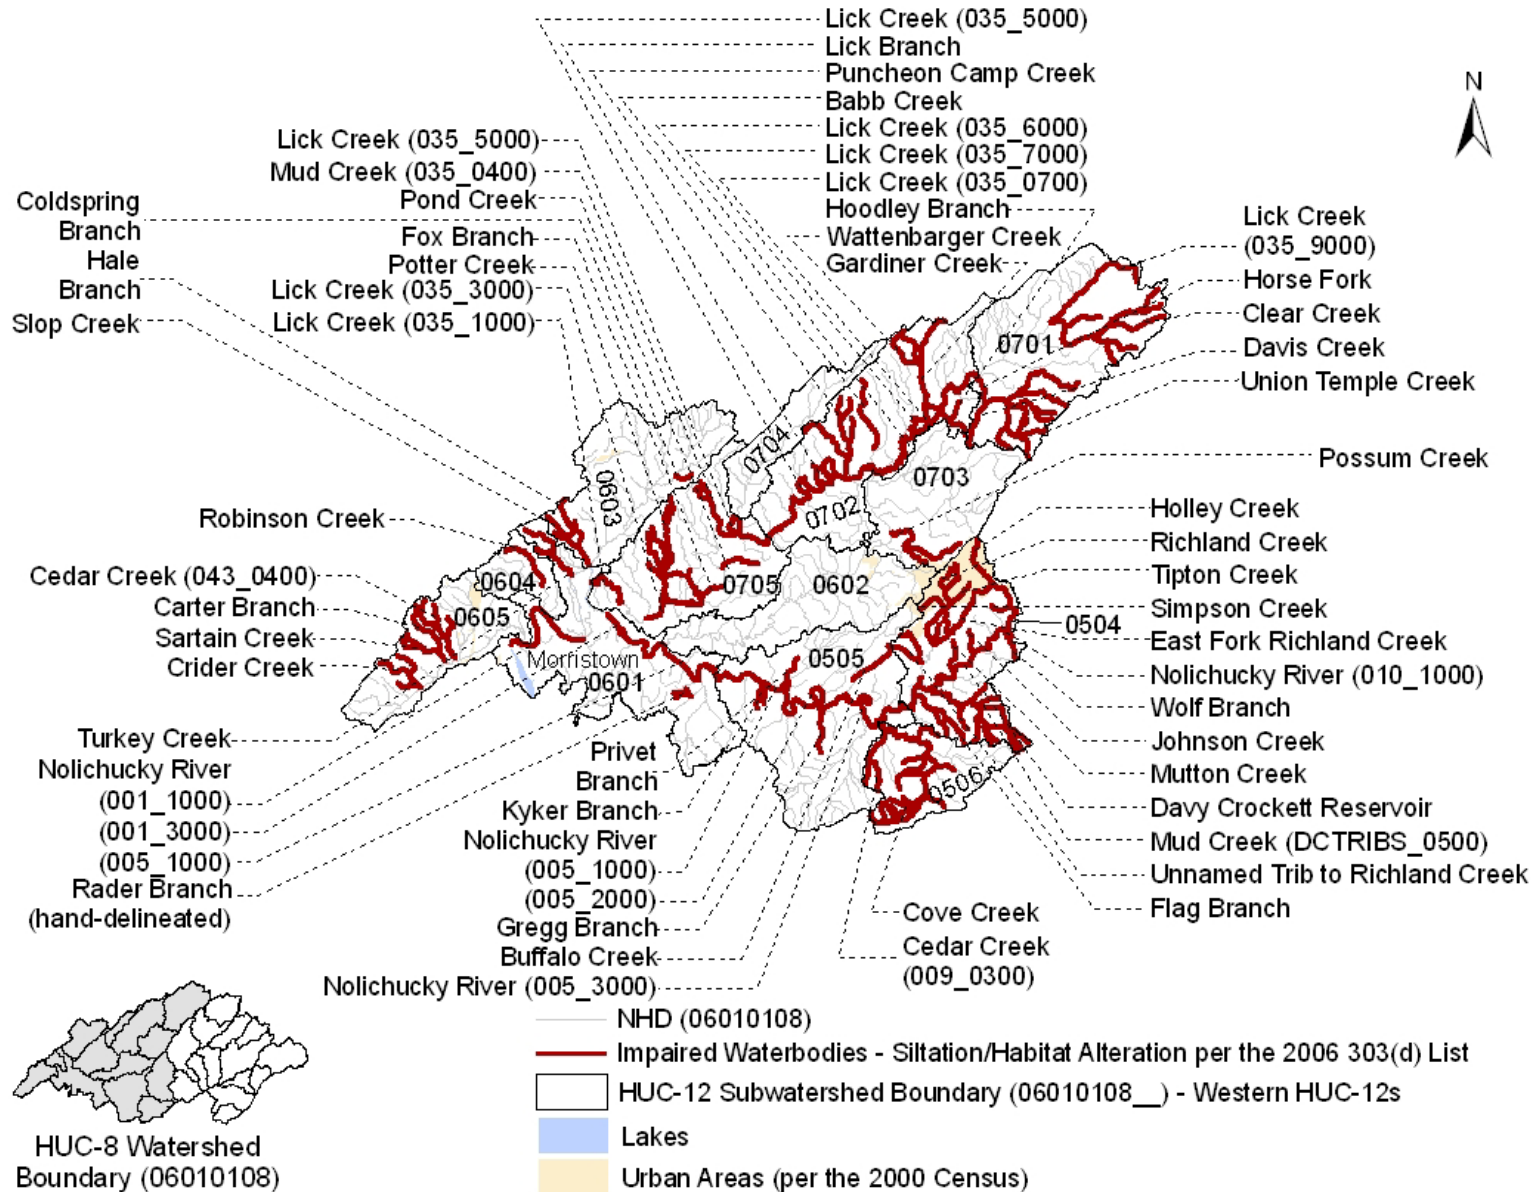 Lick Creek (035_5000)
Lick Branch
Puncheon Camp Creek
Babb Creek
Lick Creek (035_6000)
Lick Creek (035_7000)
Lick Creek (035_0700)
Hoodley Branch
Wattenbarger Creek
Gardiner Creek
N
Lick Creek (035_5000)
Mud Creek (035_0400)
Pond Creek
Fox Branch
Potter Creek
Lick Creek (035_3000)
Lick Creek (035_1000)
Coldspring
Branch
Hale
Branch
Slop Creek
Lick Creek
(035_9000)
Horse Fork
Clear Creek
Davis Creek
Union Temple Creek
Possum Creek
Holley Creek
Richland Creek
Tipton Creek
Simpson Creek
0504
East Fork Richland Creek
Nolichucky River (010_1000)
Wolf Branch
Johnson Creek
Mutton Creek
Davy Crockett Reservoir
Mud Creek (DCTRIBS_0500)
Unnamed Trib to Richland Creek
Flag Branch
0701
0704
0703
0702
0603
0604
0605
0705
0602
0505
0506
Morristown
0601
Robinson Creek
Cedar Creek (043_0400)
Carter Branch
Sartain Creek
Crider Creek
Turkey Creek
Nolichucky River
(001_1000)
(001_3000)
(005_1000)
Rader Branch
(hand-delineated)
Privet
Branch
Kyker Branch
Nolichucky River
(005_1000)
(005_2000)
Gregg Branch
Buffalo Creek
Nolichucky River (005_3000)
Cove Creek
Cedar Creek
(009_0300)
NHD (06010108)
Impaired Waterbodies - Siltation/Habitat Alteration per the 2006 303(d) List
HUC-12 Subwatershed Boundary (06010108__) - Western HUC-12s
Lakes
Urban Areas (per the 2000 Census)
HUC-8 Watershed
Boundary (06010108)